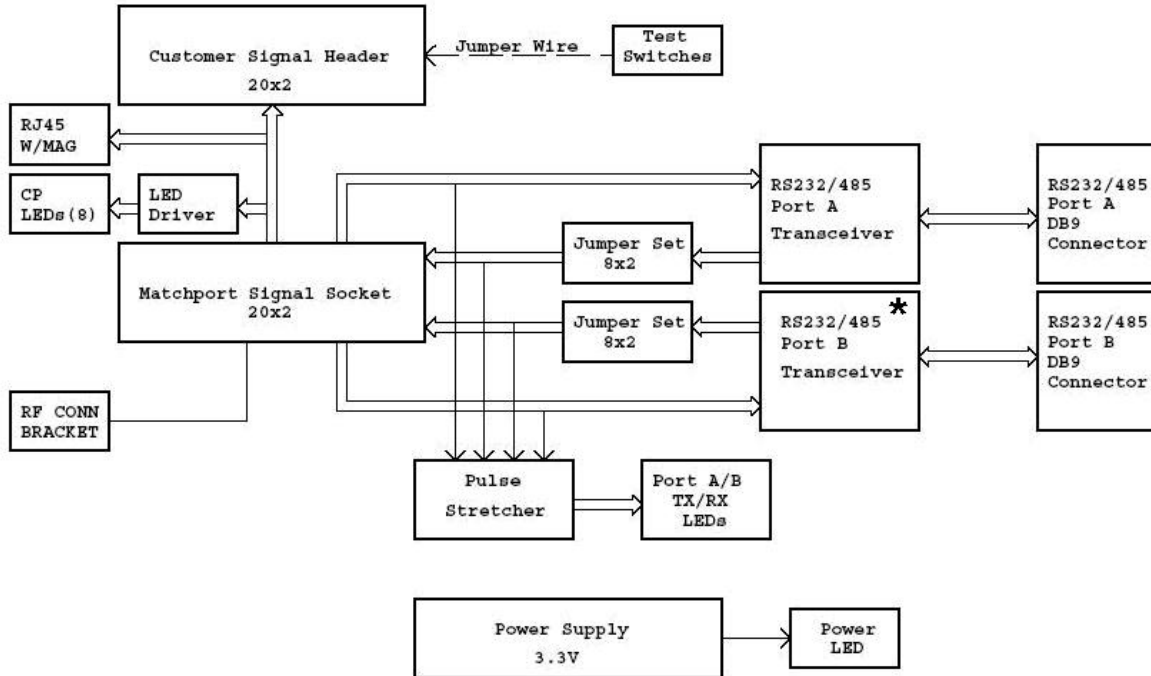 Customer Signal Header
20x2
Jumper Wire
Test
Switches
RJ45
W/MAG
CP
LEDs(8)
LED
Driver
Matchport Signal Socket
20x2
Jumper Set
8x2
Jumper Set
8x2
RS232/485
Port A
Transceiver
RS232/485
Port A
DB9
Connector
RS232/485 *
Port B
Transceiver
RS232/485
Port B
DB9
Connector
RF CONN
BRACKET
Pulse
Stretcher
Port A/B
TX/RX
LEDs
Power Supply
3.3V
Power
LED